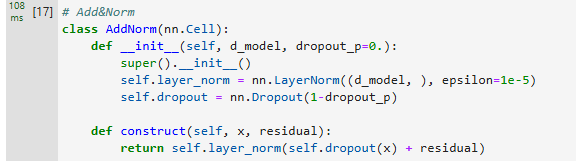 108
ms
[17] # Add&Norm
class AddNorm(nn.Cell):
    def __init__(self, d_model, dropout_p=0.):
        super().__init__()
        self.layer_norm = nn.LayerNorm((d_model, ), epsilon=1e-5)
        self.dropout = nn.Dropout(1-dropout_p)

    def construct(self, x, residual):
        return self.layer_norm(self.dropout(x) + residual)